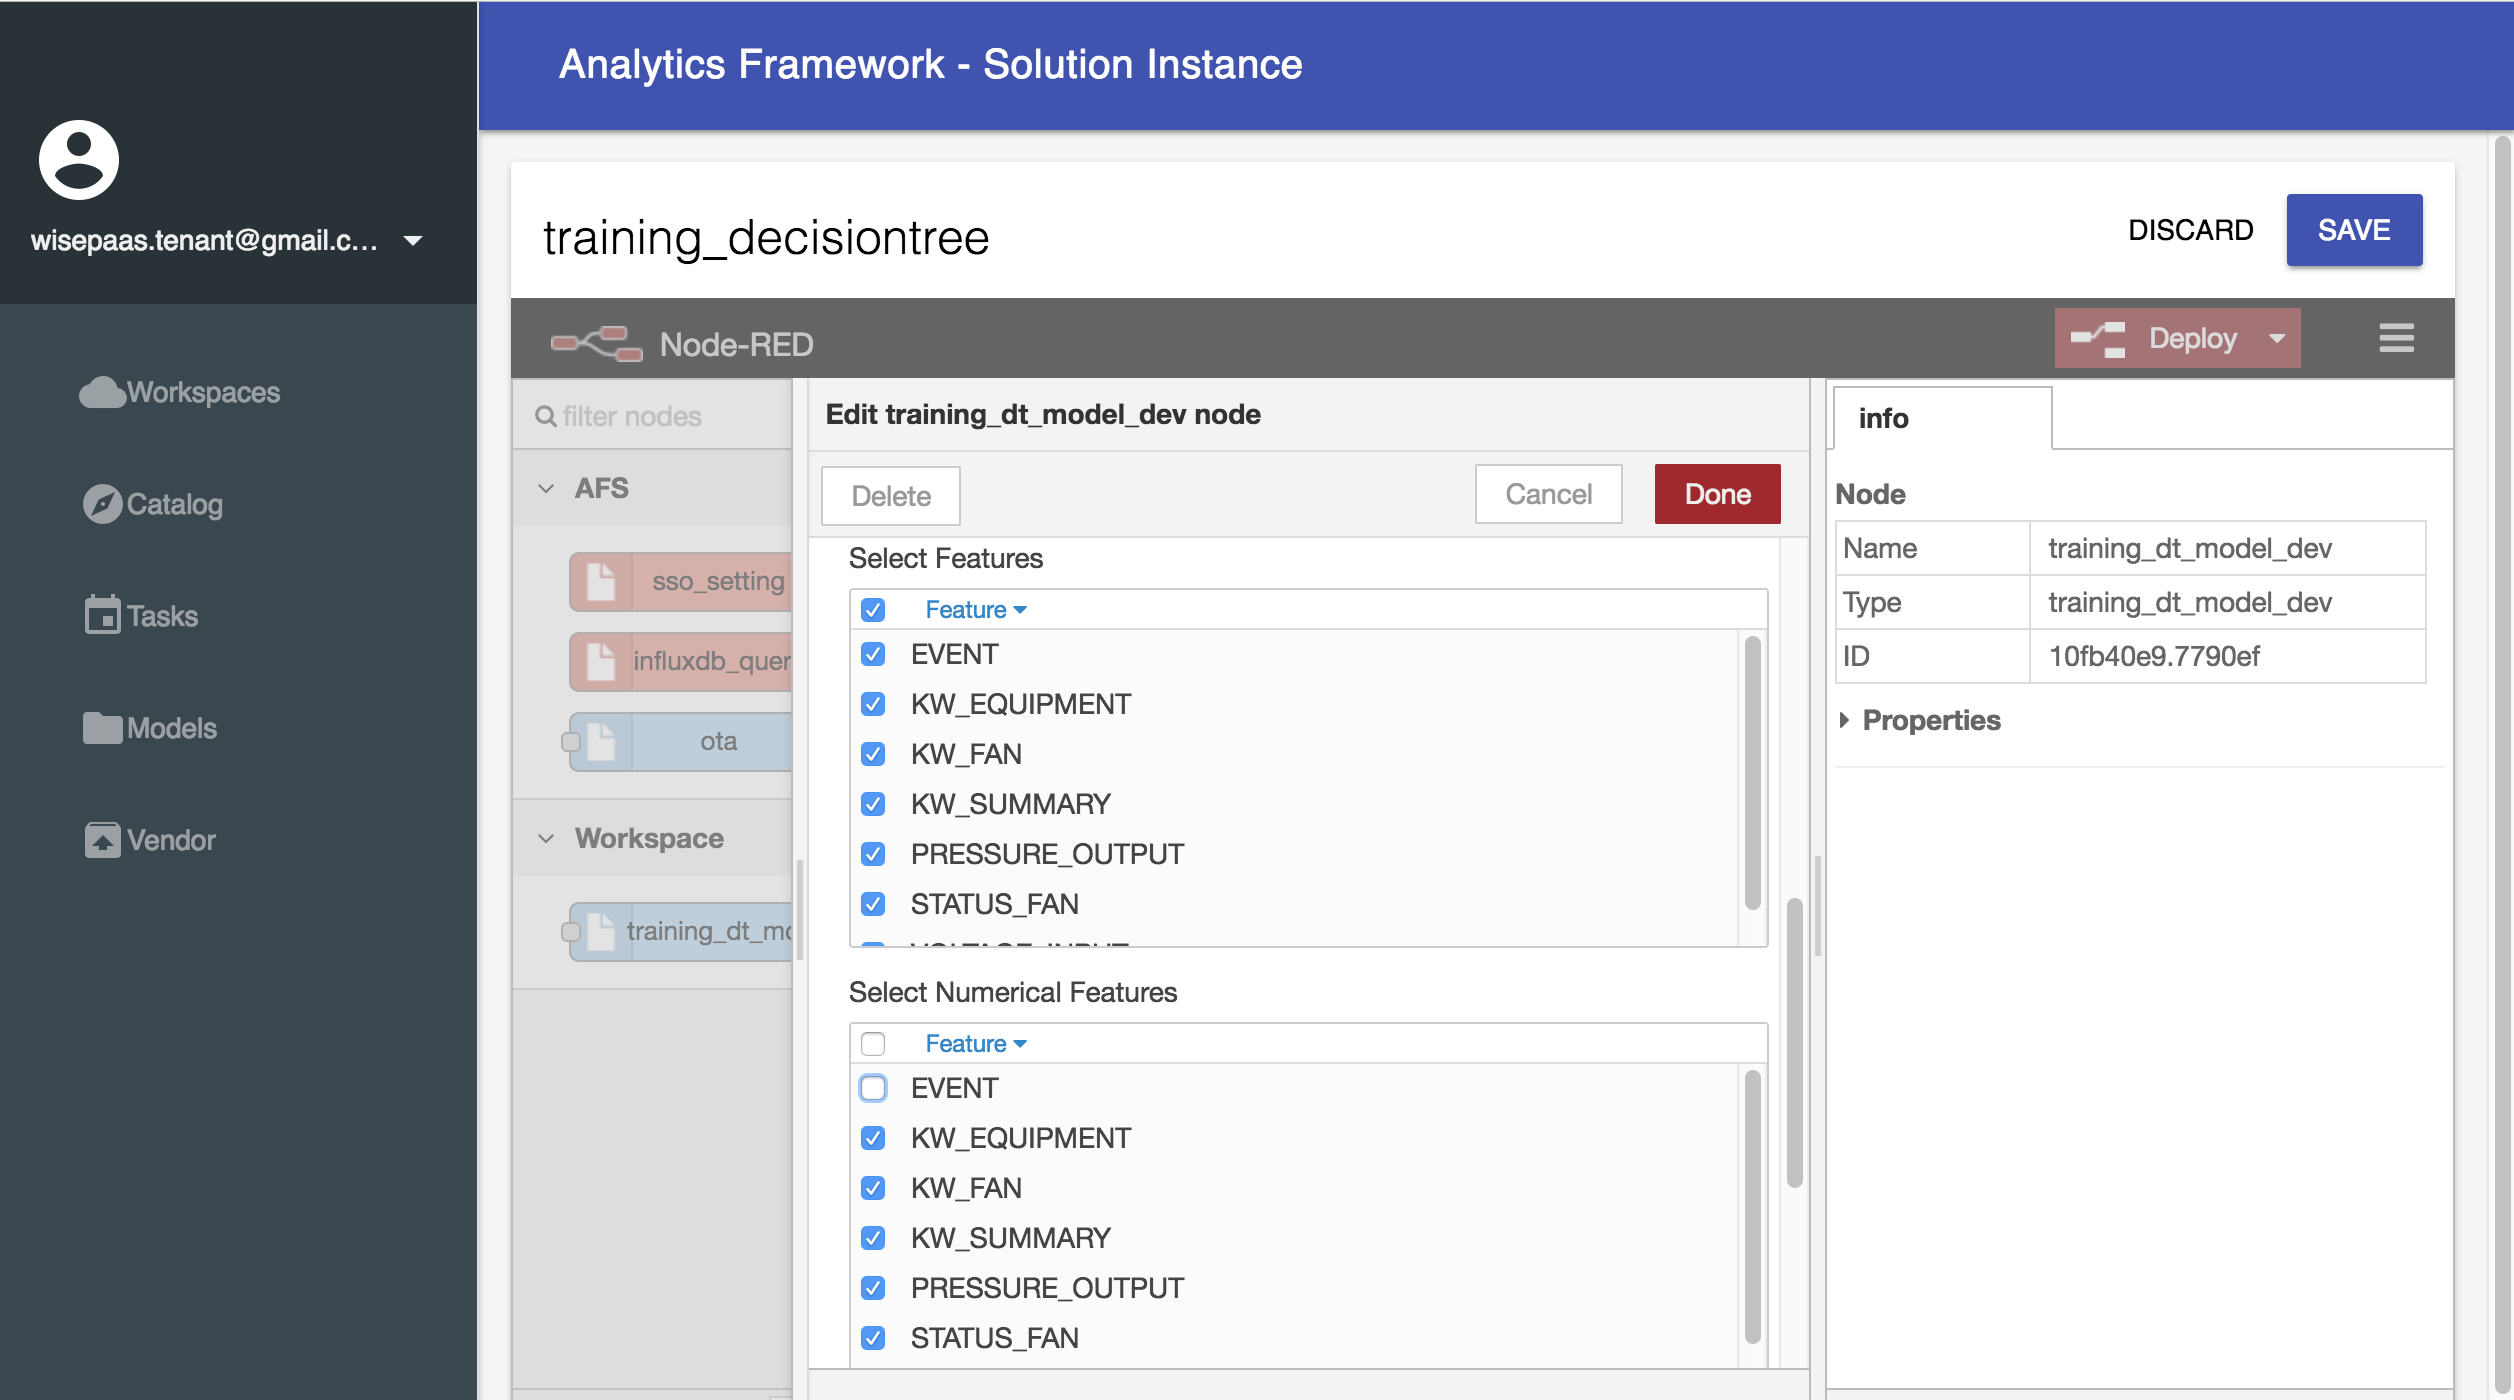 Analytics Framework - Solution Instance
wisepaas.tenant@gmail.c...
Workspaces
Catalog
Tasks
Models
Vendor
training_decisiontree
DISCARD
SAVE
Node-RED
Deploy
filter nodes
AFS
sso_setting
influxdb_quer
ota
Workspace
training_dt_mo
Edit training_dt_model_dev node
Delete
Cancel
Done
Select Features
Feature
EVENT
KW_EQUIPMENT
KW_FAN
KW_SUMMARY
PRESSURE_OUTPUT
STATUS_FAN
VOLTAGE_INPUT
Select Numerical Features
Feature
EVENT
KW_EQUIPMENT
KW_FAN
KW_SUMMARY
PRESSURE_OUTPUT
STATUS_FAN
info
Node
Name training_dt_model_dev
Type training_dt_model_dev
ID 10fb40e9.7790ef
Properties